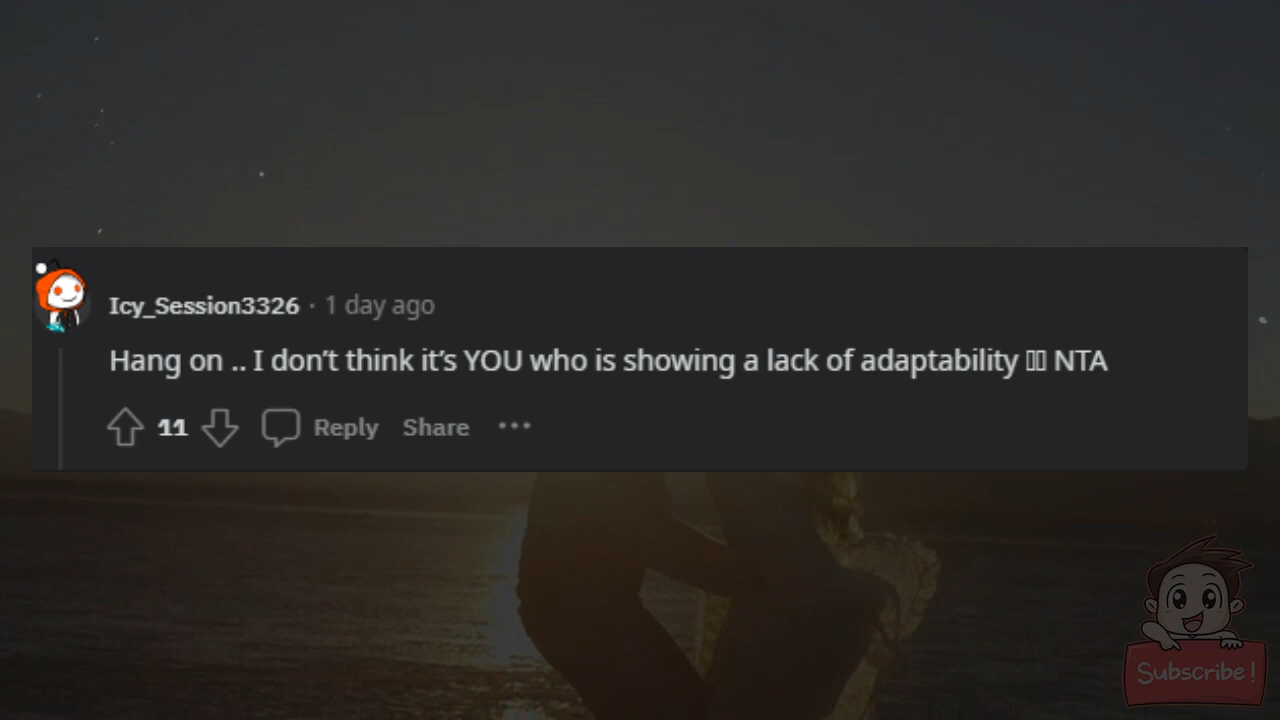 Icy_Session3326 · 1 day ago
Hang on .. I don’t think it’s YOU who is showing a lack of adaptability ▯▯ NTA
11 Reply Share •••
Subscribe!